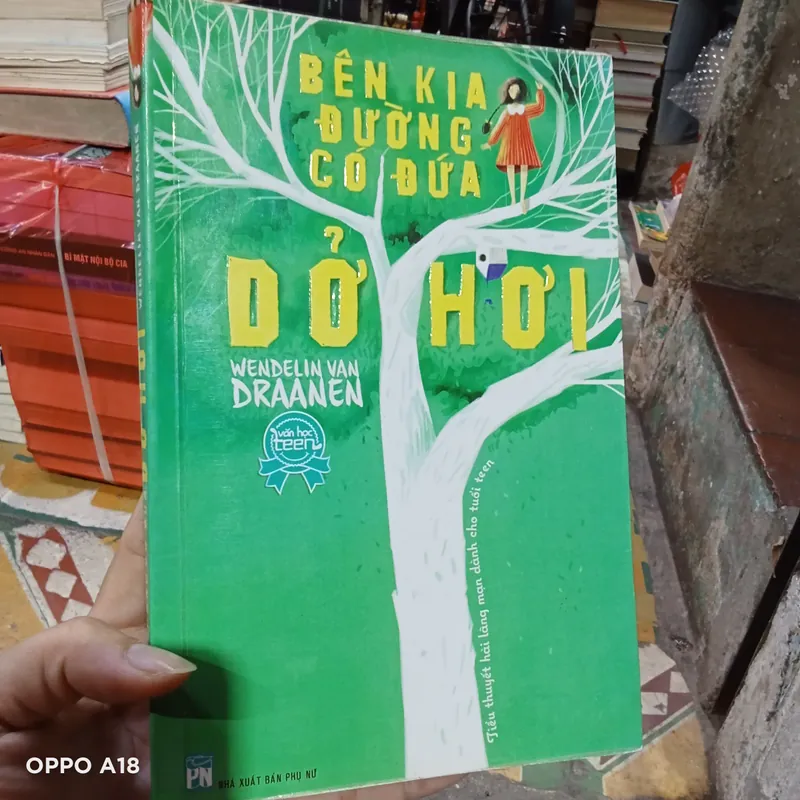 BÊN KIA
ĐƯỜNG
CÓ ĐỨA
DỞ HƠI
WENDELIN VAN
DRAANEN
văn học
teen
Tiểu thuyết hài lãng mạn dành cho tuổi teen
PN
NHÀ XUẤT BẢN PHỤ NỮ
BÍ MẬT NỘI BỘ CIA
OPPO A18